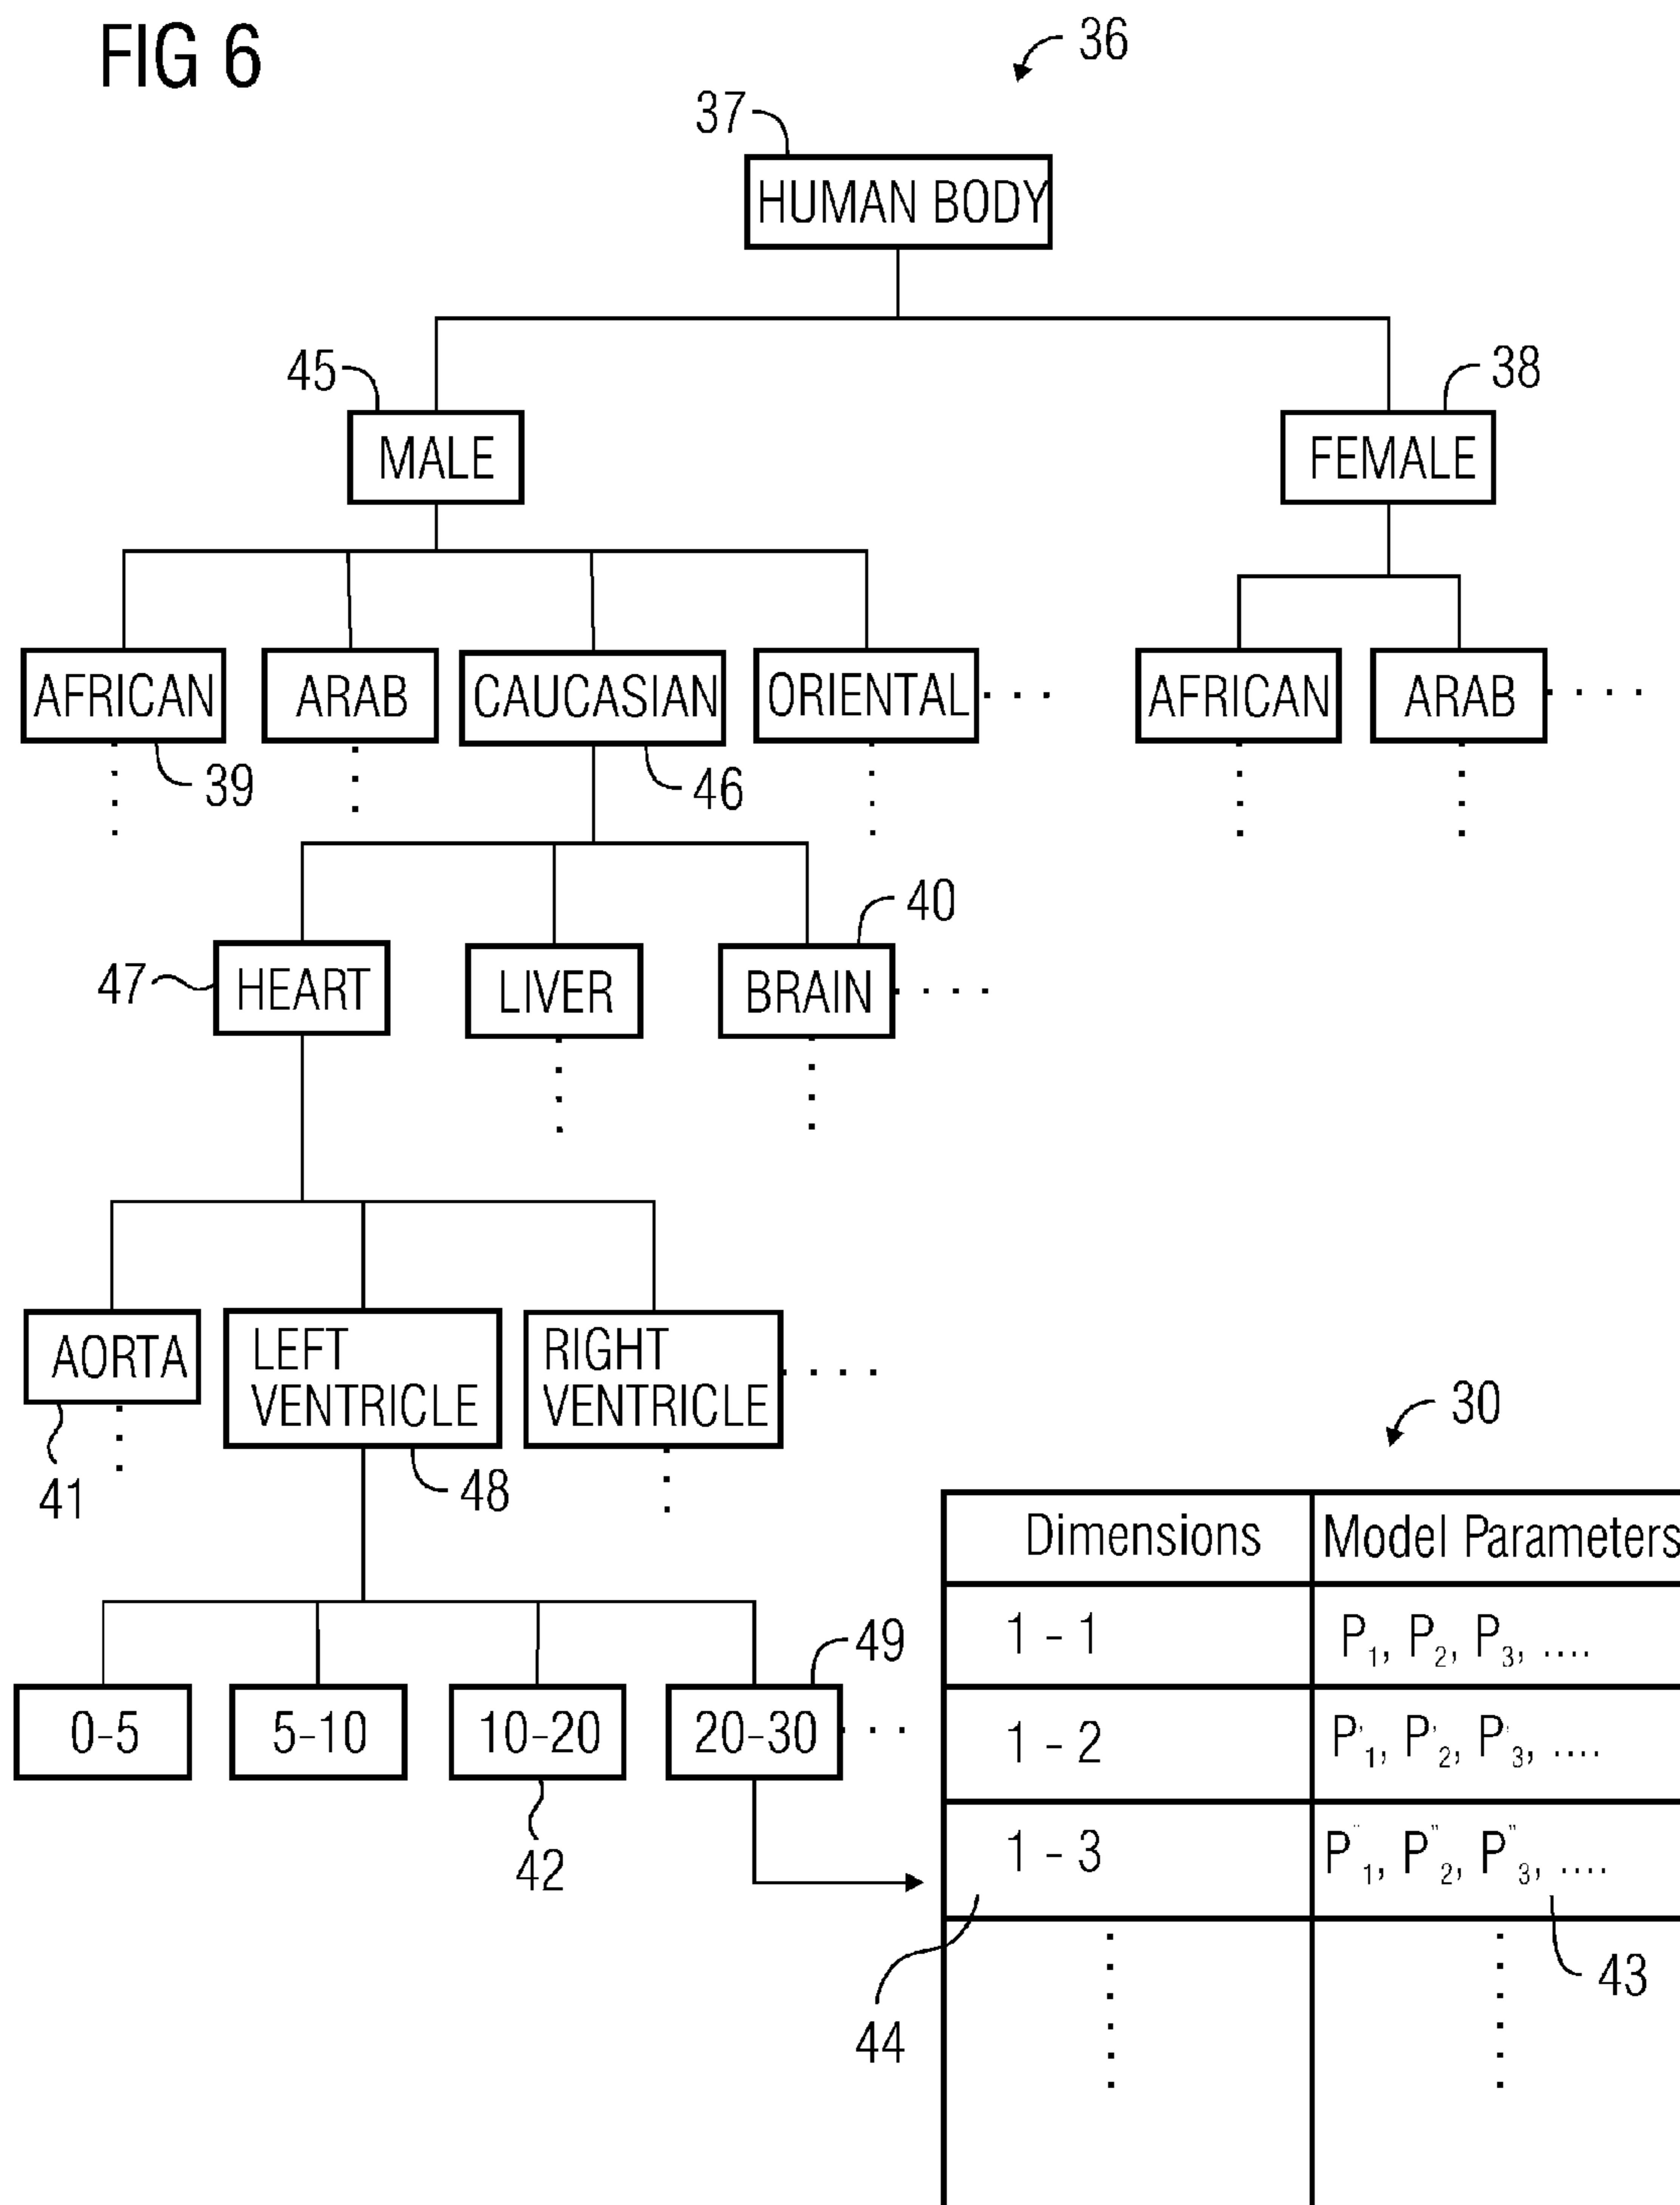 FIG 6
36
37
HUMAN BODY
45
38
MALE
FEMALE
AFRICAN
ARAB
CAUCASIAN
ORIENTAL
AFRICAN
ARAB
39
46
40
47
HEART
LIVER
BRAIN
AORTA
LEFT
VENTRICLE
RIGHT
VENTRICLE
41
48
30
Dimensions
Model Parameters
1 - 1
P₁, P₂, P₃, ....
49
0-5
5-10
10-20
20-30
1 - 2
P'₁, P'₂, P'₃, ....
42
1 - 3
P"₁, P"₂, P"₃, ....
44
43